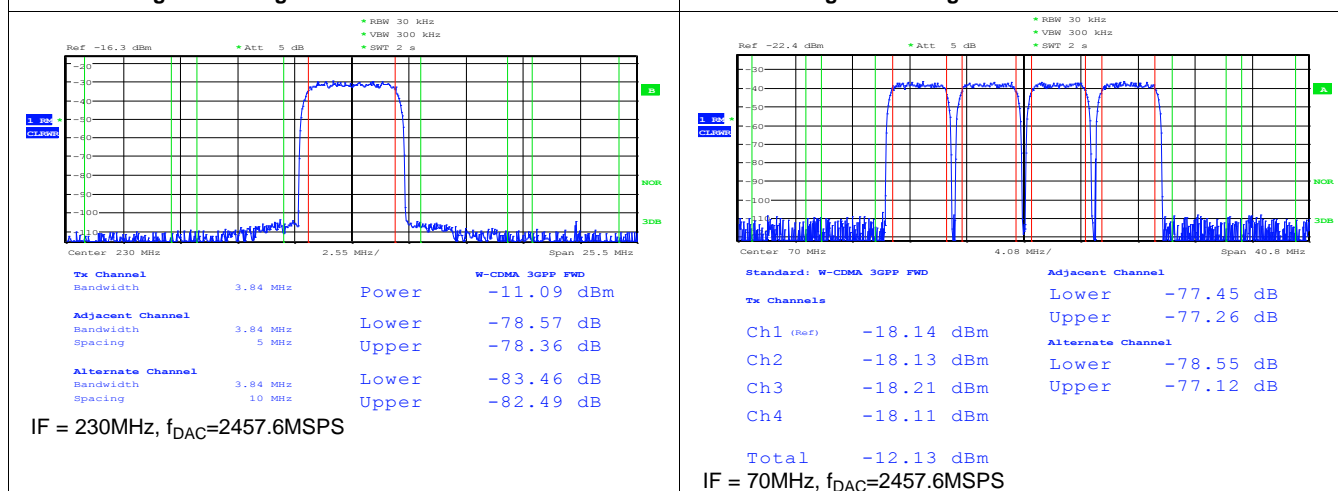 * RBW 30 kHz
* VBW 300 kHz
Ref -16.3 dBm * Att 5 dB * SWT 2 s
-20
-30
-40
-50
-60
-70
-80
-90
-100
-110
B
1 RM *
CLRWR
NOR
3DB
Center 230 MHz 2.55 MHz/ Span 25.5 MHz
Tx Channel W-CDMA 3GPP FWD
Bandwidth 3.84 MHz Power -11.09 dBm
Adjacent Channel
Bandwidth 3.84 MHz Lower -78.57 dB
Spacing 5 MHz Upper -78.36 dB
Alternate Channel
Bandwidth 3.84 MHz Lower -83.46 dB
Spacing 10 MHz Upper -82.49 dB
IF = 230MHz, fDAC=2457.6MSPS
* RBW 30 kHz
* VBW 300 kHz
Ref -22.4 dBm * Att 5 dB * SWT 2 s
-30
-40
-50
-60
-70
-80
-90
-100
A
1 RM *
CLRWR
NOR
3DB
Center 70 MHz 4.08 MHz/ Span 40.8 MHz
Standard: W-CDMA 3GPP FWD Adjacent Channel
Lower -77.45 dB
Tx Channels Upper -77.26 dB
Ch1 (Ref) -18.14 dBm
Alternate Channel
Ch2 -18.13 dBm Lower -78.55 dB
Ch3 -18.21 dBm Upper -77.12 dB
Ch4 -18.11 dBm
Total -12.13 dBm
IF = 70MHz, fDAC=2457.6MSPS